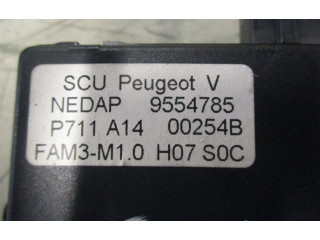 SCU Peugeot V
NEDAP 9554785
P711 A14 00254B
FAM3-M1.0 H07 S0C